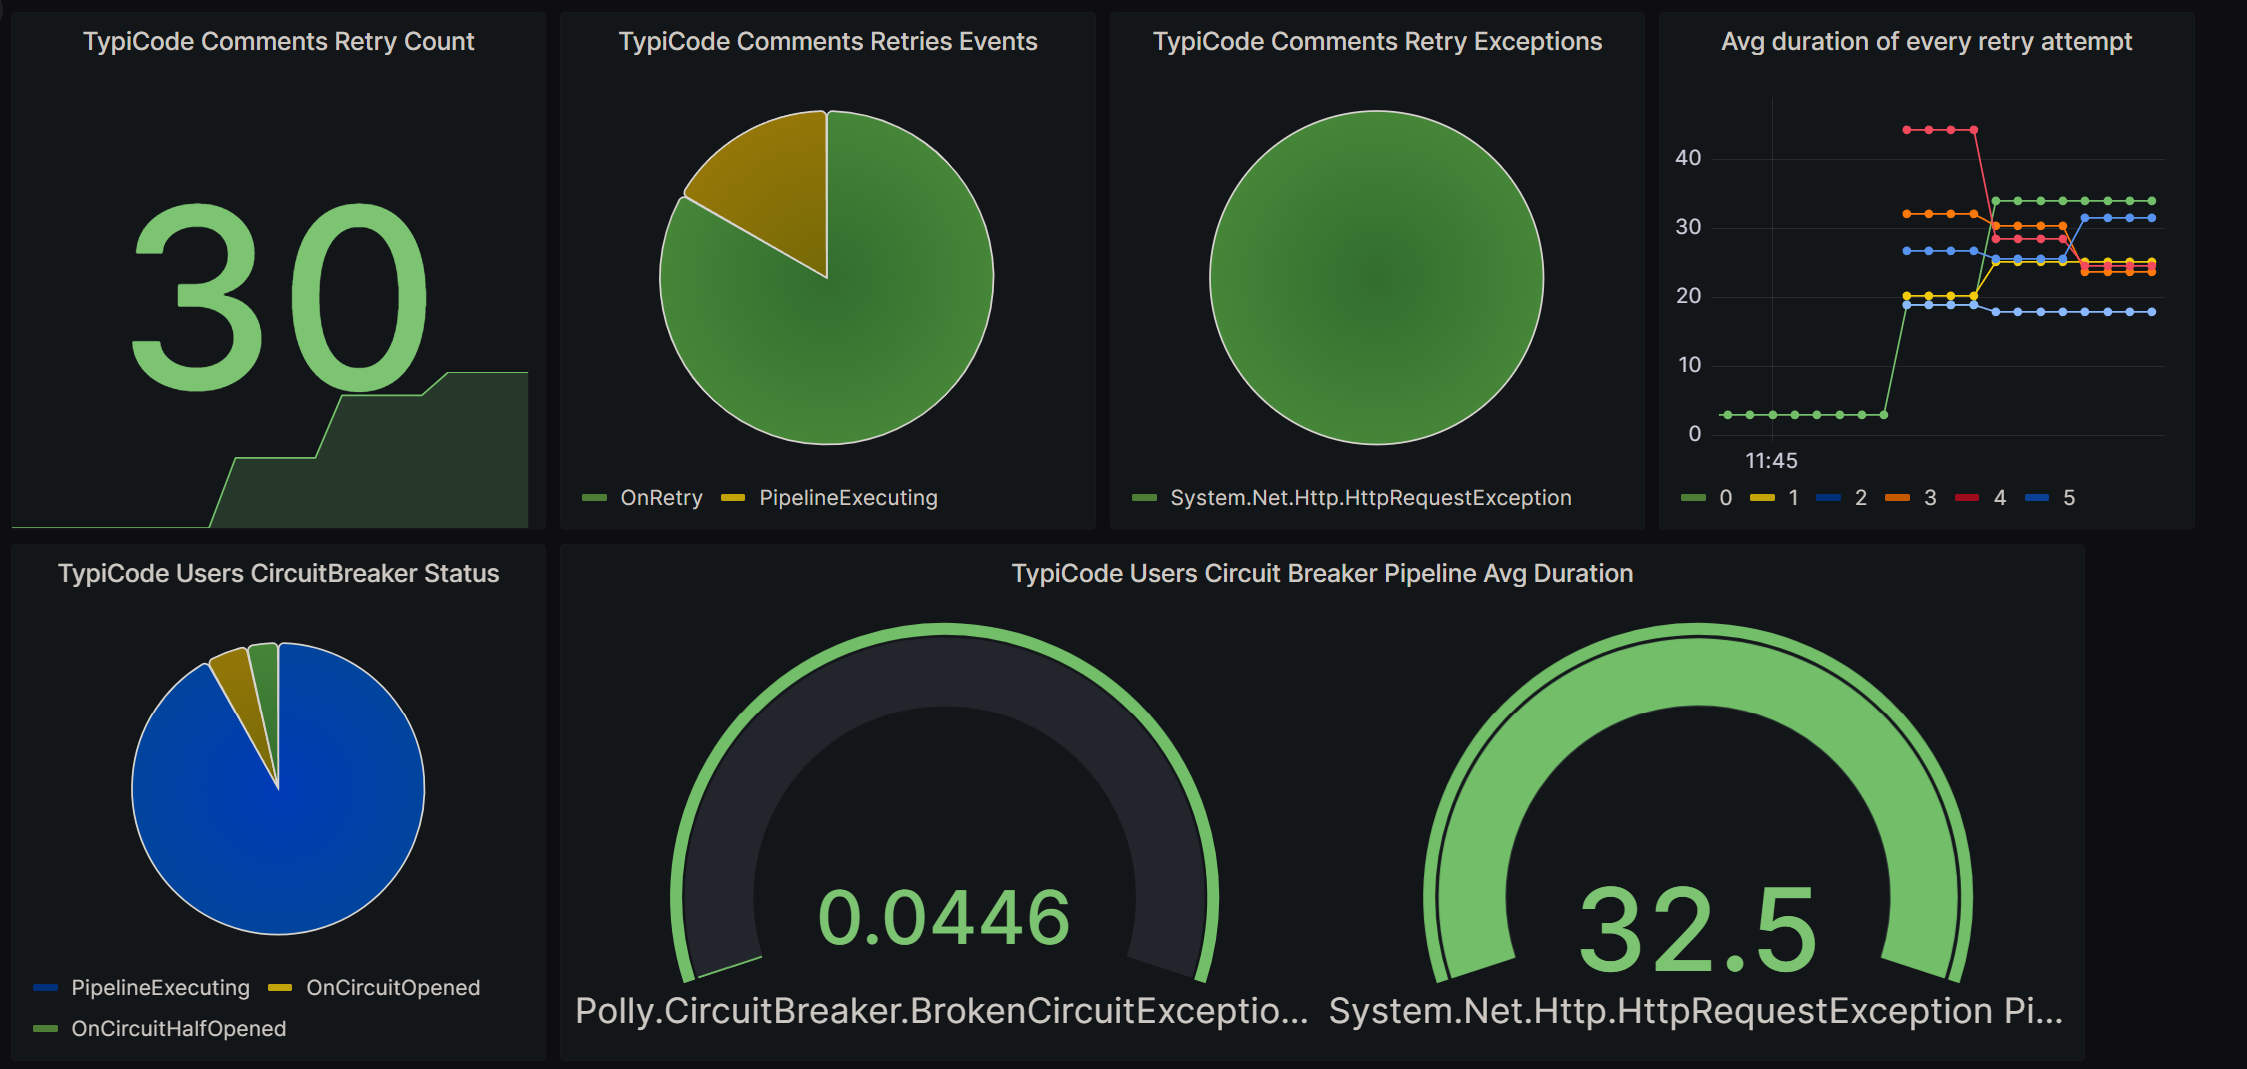 TypiCode Comments Retry Count
30
TypiCode Comments Retries Events
OnRetry PipelineExecuting
TypiCode Comments Retry Exceptions
System.Net.Http.HttpRequestException
Avg duration of every retry attempt
40
30
20
10
0
11:45
0 1 2 3 4 5
TypiCode Users CircuitBreaker Status
PipelineExecuting OnCircuitOpened
OnCircuitHalfOpened
TypiCode Users Circuit Breaker Pipeline Avg Duration
0.0446
Polly.CircuitBreaker.BrokenCircuitExceptio...
32.5
System.Net.Http.HttpRequestException Pi...